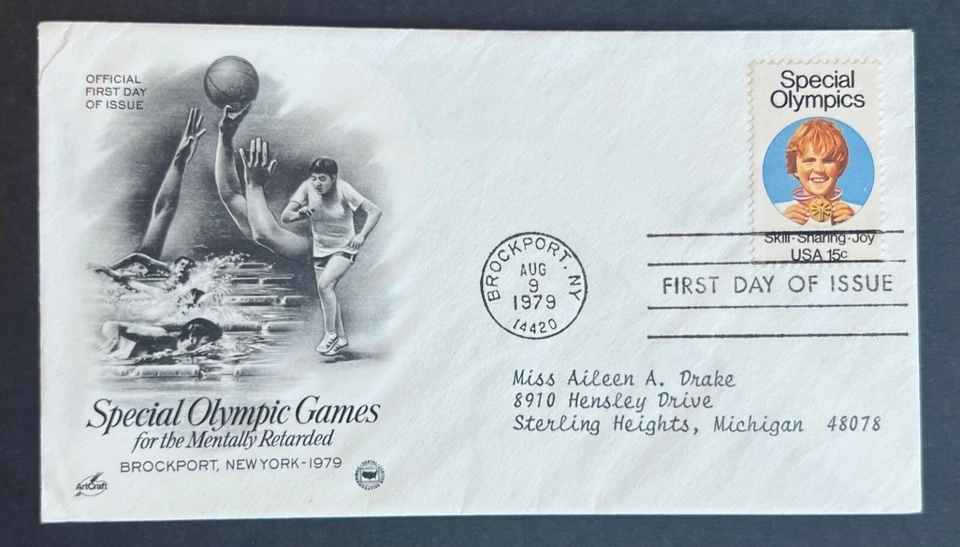 OFFICIAL
FIRST DAY
OF ISSUE
Special
Olympics
Skill·Sharing·Joy
USA 15c
BROCKPORT, NY
AUG
9
1979
14420
FIRST DAY OF ISSUE
Miss Aileen A. Drake
8910 Hensley Drive
Sterling Heights, Michigan 48078
Special Olympic Games
for the Mentally Retarded
BROCKPORT, NEW YORK-1979
ArtCraft